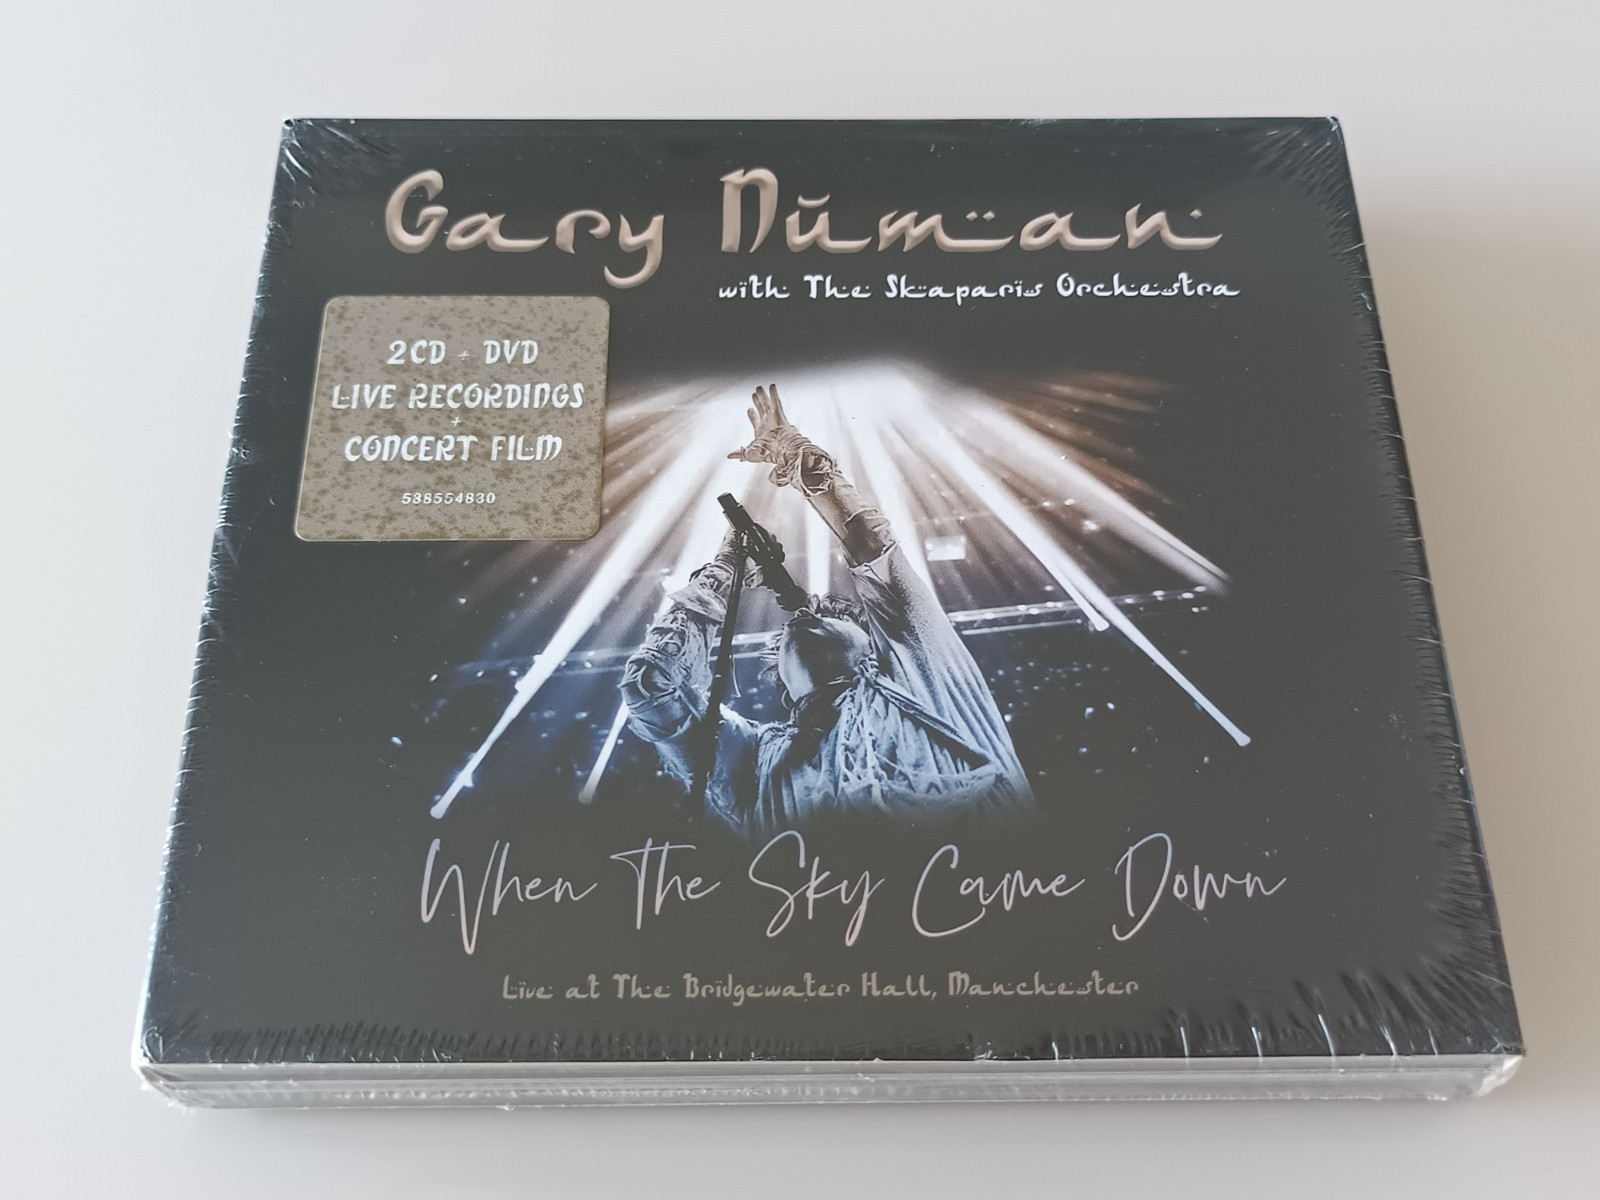 Gary Numan
with The Skaparis Orchestra
2CD + DVD
LIVE RECORDINGS
+
CONCERT FILM
538554830
When The Sky Came Down
Live at The Bridgewater Hall, Manchester